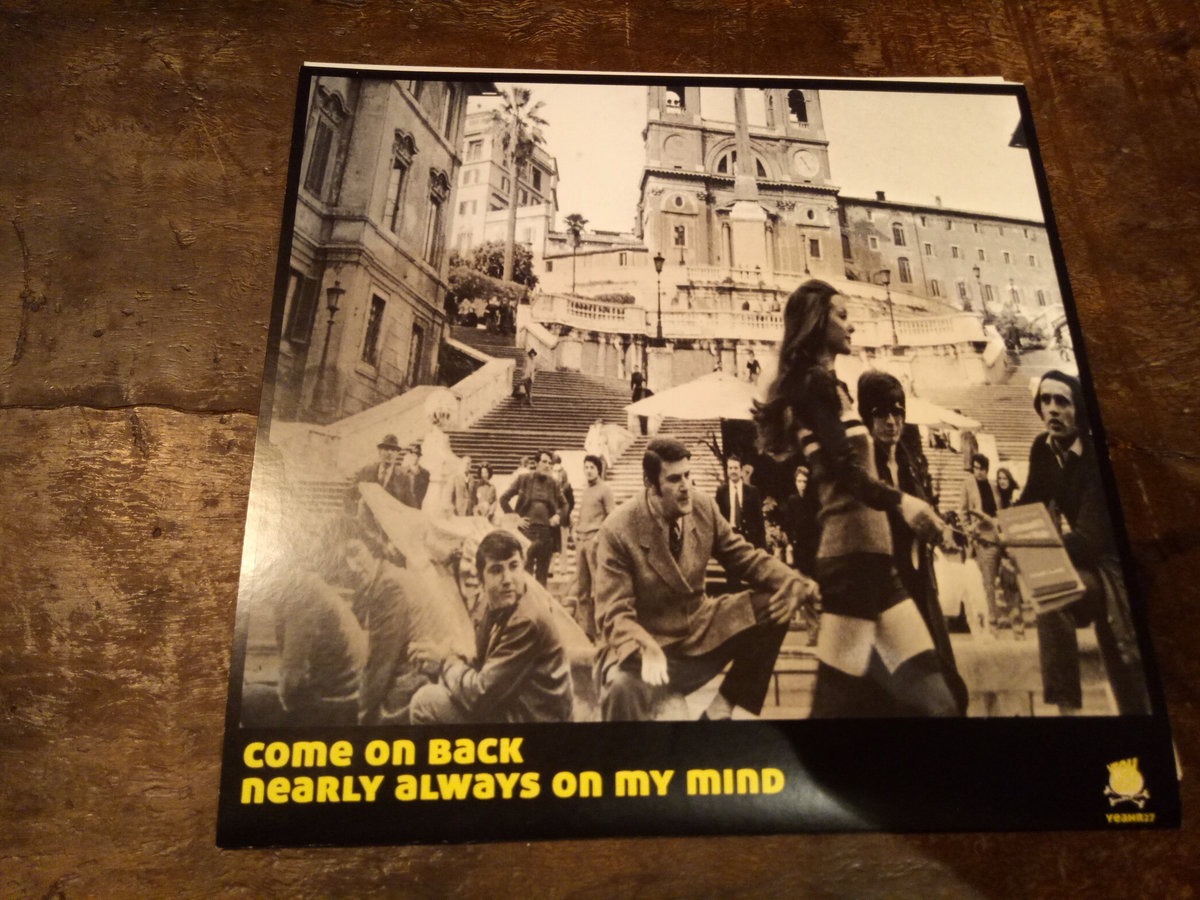 come on back
nearly always on my mind
YeaHR27